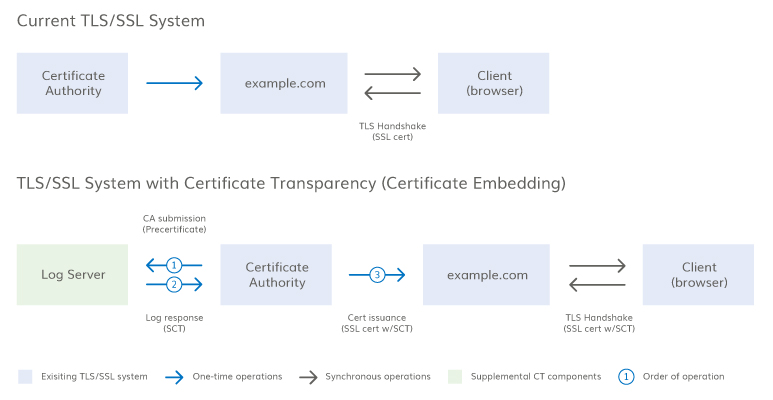 Current TLS/SSL System
Certificate
Authority
example.com
Client
(browser)
TLS Handshake
(SSL cert)
TLS/SSL System with Certificate Transparency (Certificate Embedding)
CA submission
(Precertificate)
Log Server
1
2
Certificate
Authority
3
example.com
Client
(browser)
Log response
(SCT)
Cert issuance
(SSL cert w/SCT)
TLS Handshake
(SSL cert w/SCT)
Exisiting TLS/SSL system
One-time operations
Synchronous operations
Supplemental CT components
1 Order of operation